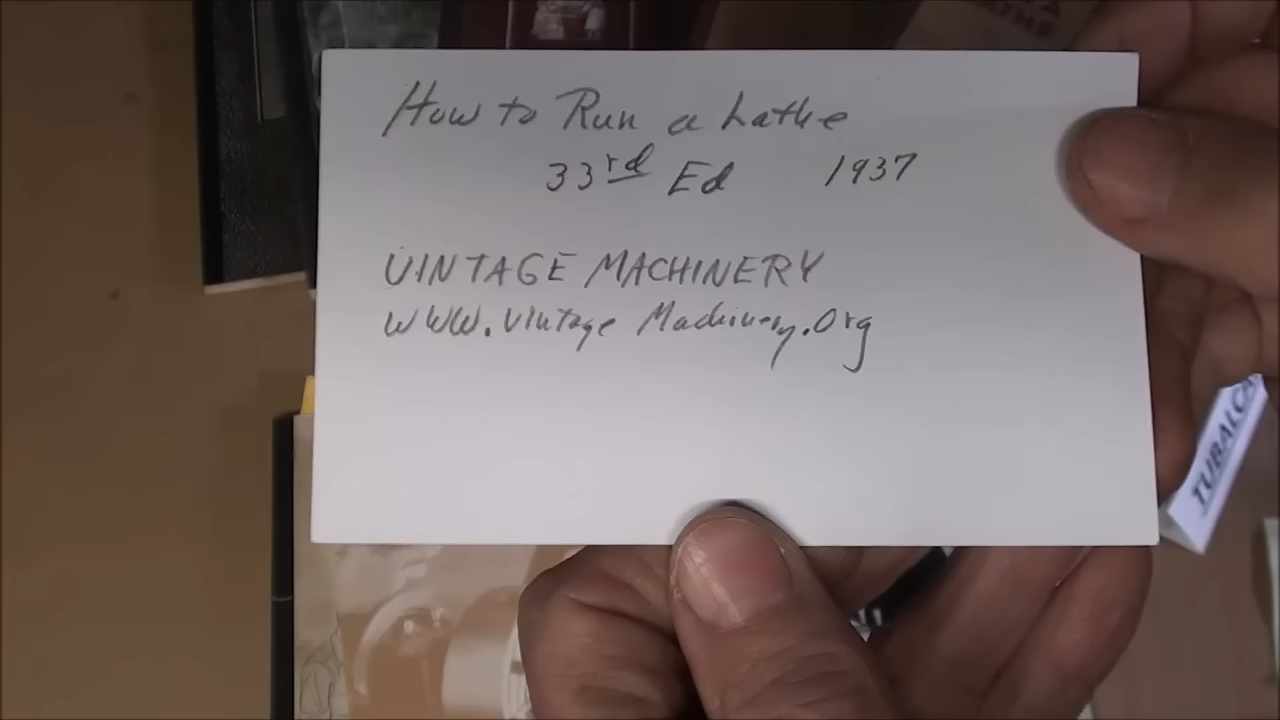 How to Run a Lathe
33rd Ed 1937
VINTAGE MACHINERY
WWW.Vintage Machinery.Org